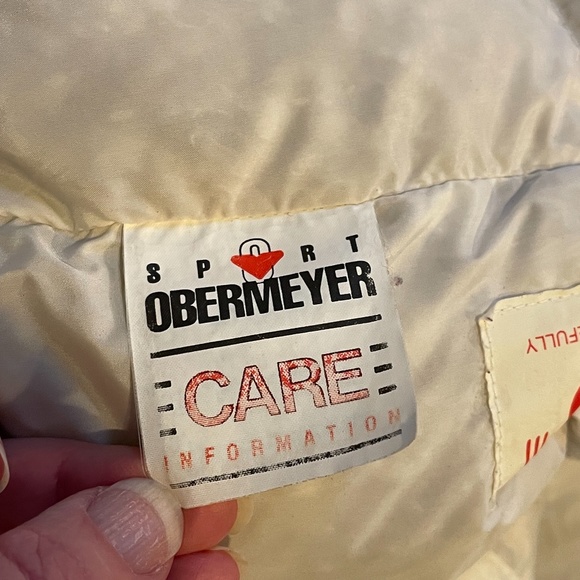 SPORT
OBERMEYER
CARE
INFORMATION
FULLY